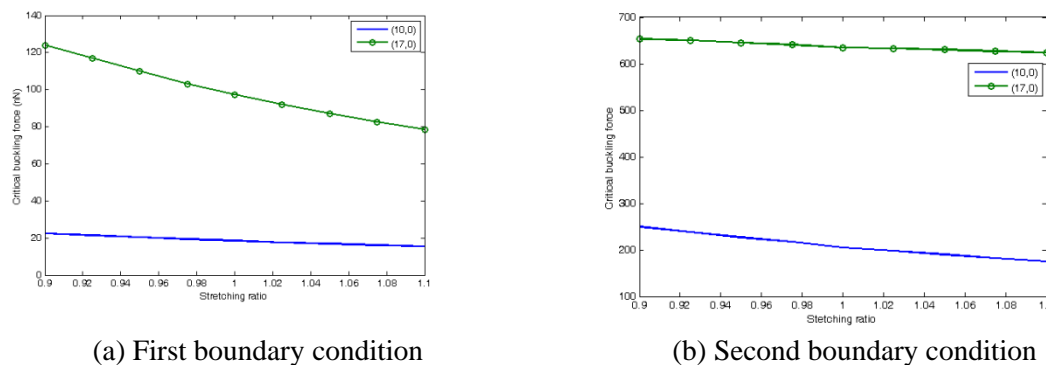 140
120
100
80
60
40
20
0
Critical buckling force (nN)
(10,0)
(17,0)
0.9 0.92 0.94 0.96 0.98 1 1.02 1.04 1.06 1.08 1.1
Stretching ratio
(a) First boundary condition
700
600
500
400
300
200
100
Critical buckling force
(10,0)
(17,0)
0.9 0.92 0.94 0.96 0.98 1 1.02 1.04 1.06 1.08
Stetching ratio
(b) Second boundary condition